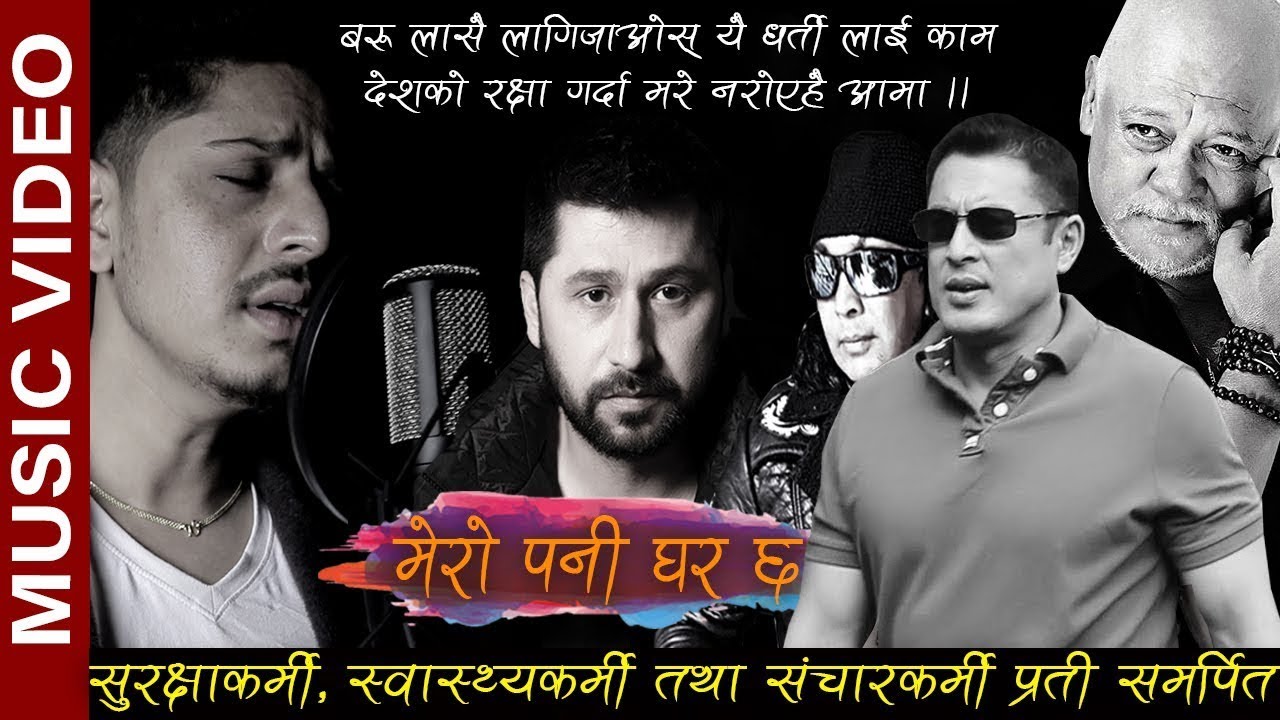 MUSIC VIDEO
बरू लासै लागिजाओस् यै धर्ती लाई काम
देशको रक्षा गर्दा मरे नरोएहै आमा ।।
मेरो पनी घर छ
सुरक्षाकर्मी, स्वास्थ्यकर्मी तथा संचारकर्मी प्रती समर्पित